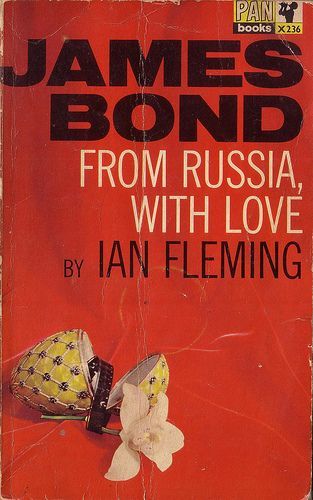 PAN
books X236
JAMES
BOND
FROM RUSSIA,
WITH LOVE
BY IAN FLEMING